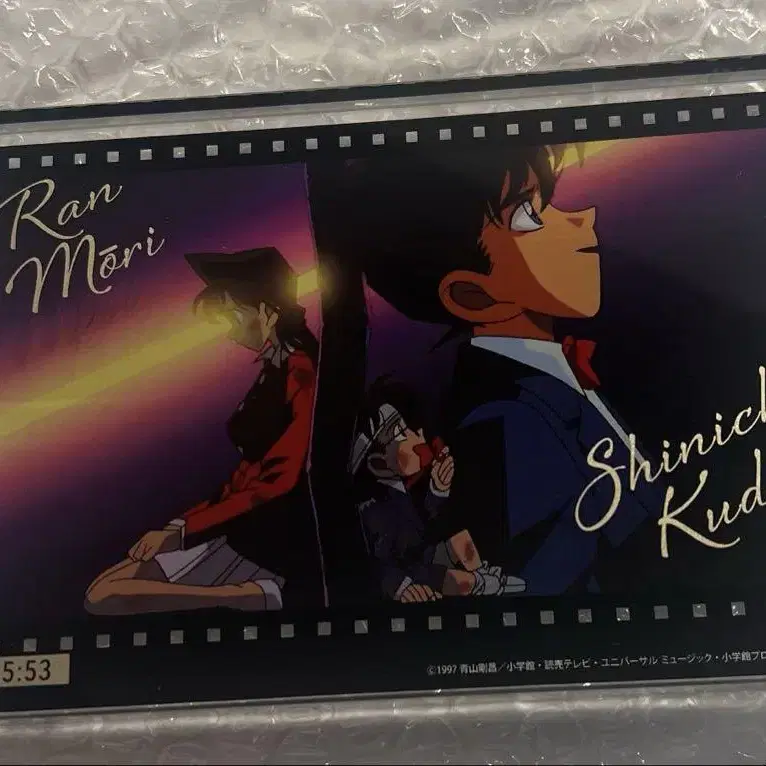 Ran
Mōri
Shinich
Kud
5:53
©1997 青山剛昌／小学館・読売テレビ・ユニバーサル ミュージック・小学館プロ